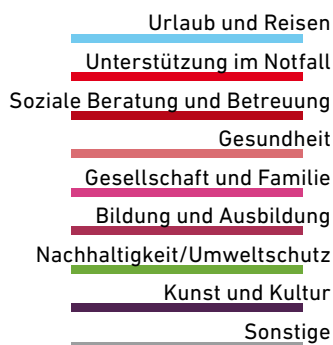 Urlaub und Reisen
Unterstützung im Notfall
Soziale Beratung und Betreuung
Gesundheit
Gesellschaft und Familie
Bildung und Ausbildung
Nachhaltigkeit/Umweltschutz
Kunst und Kultur
Sonstige